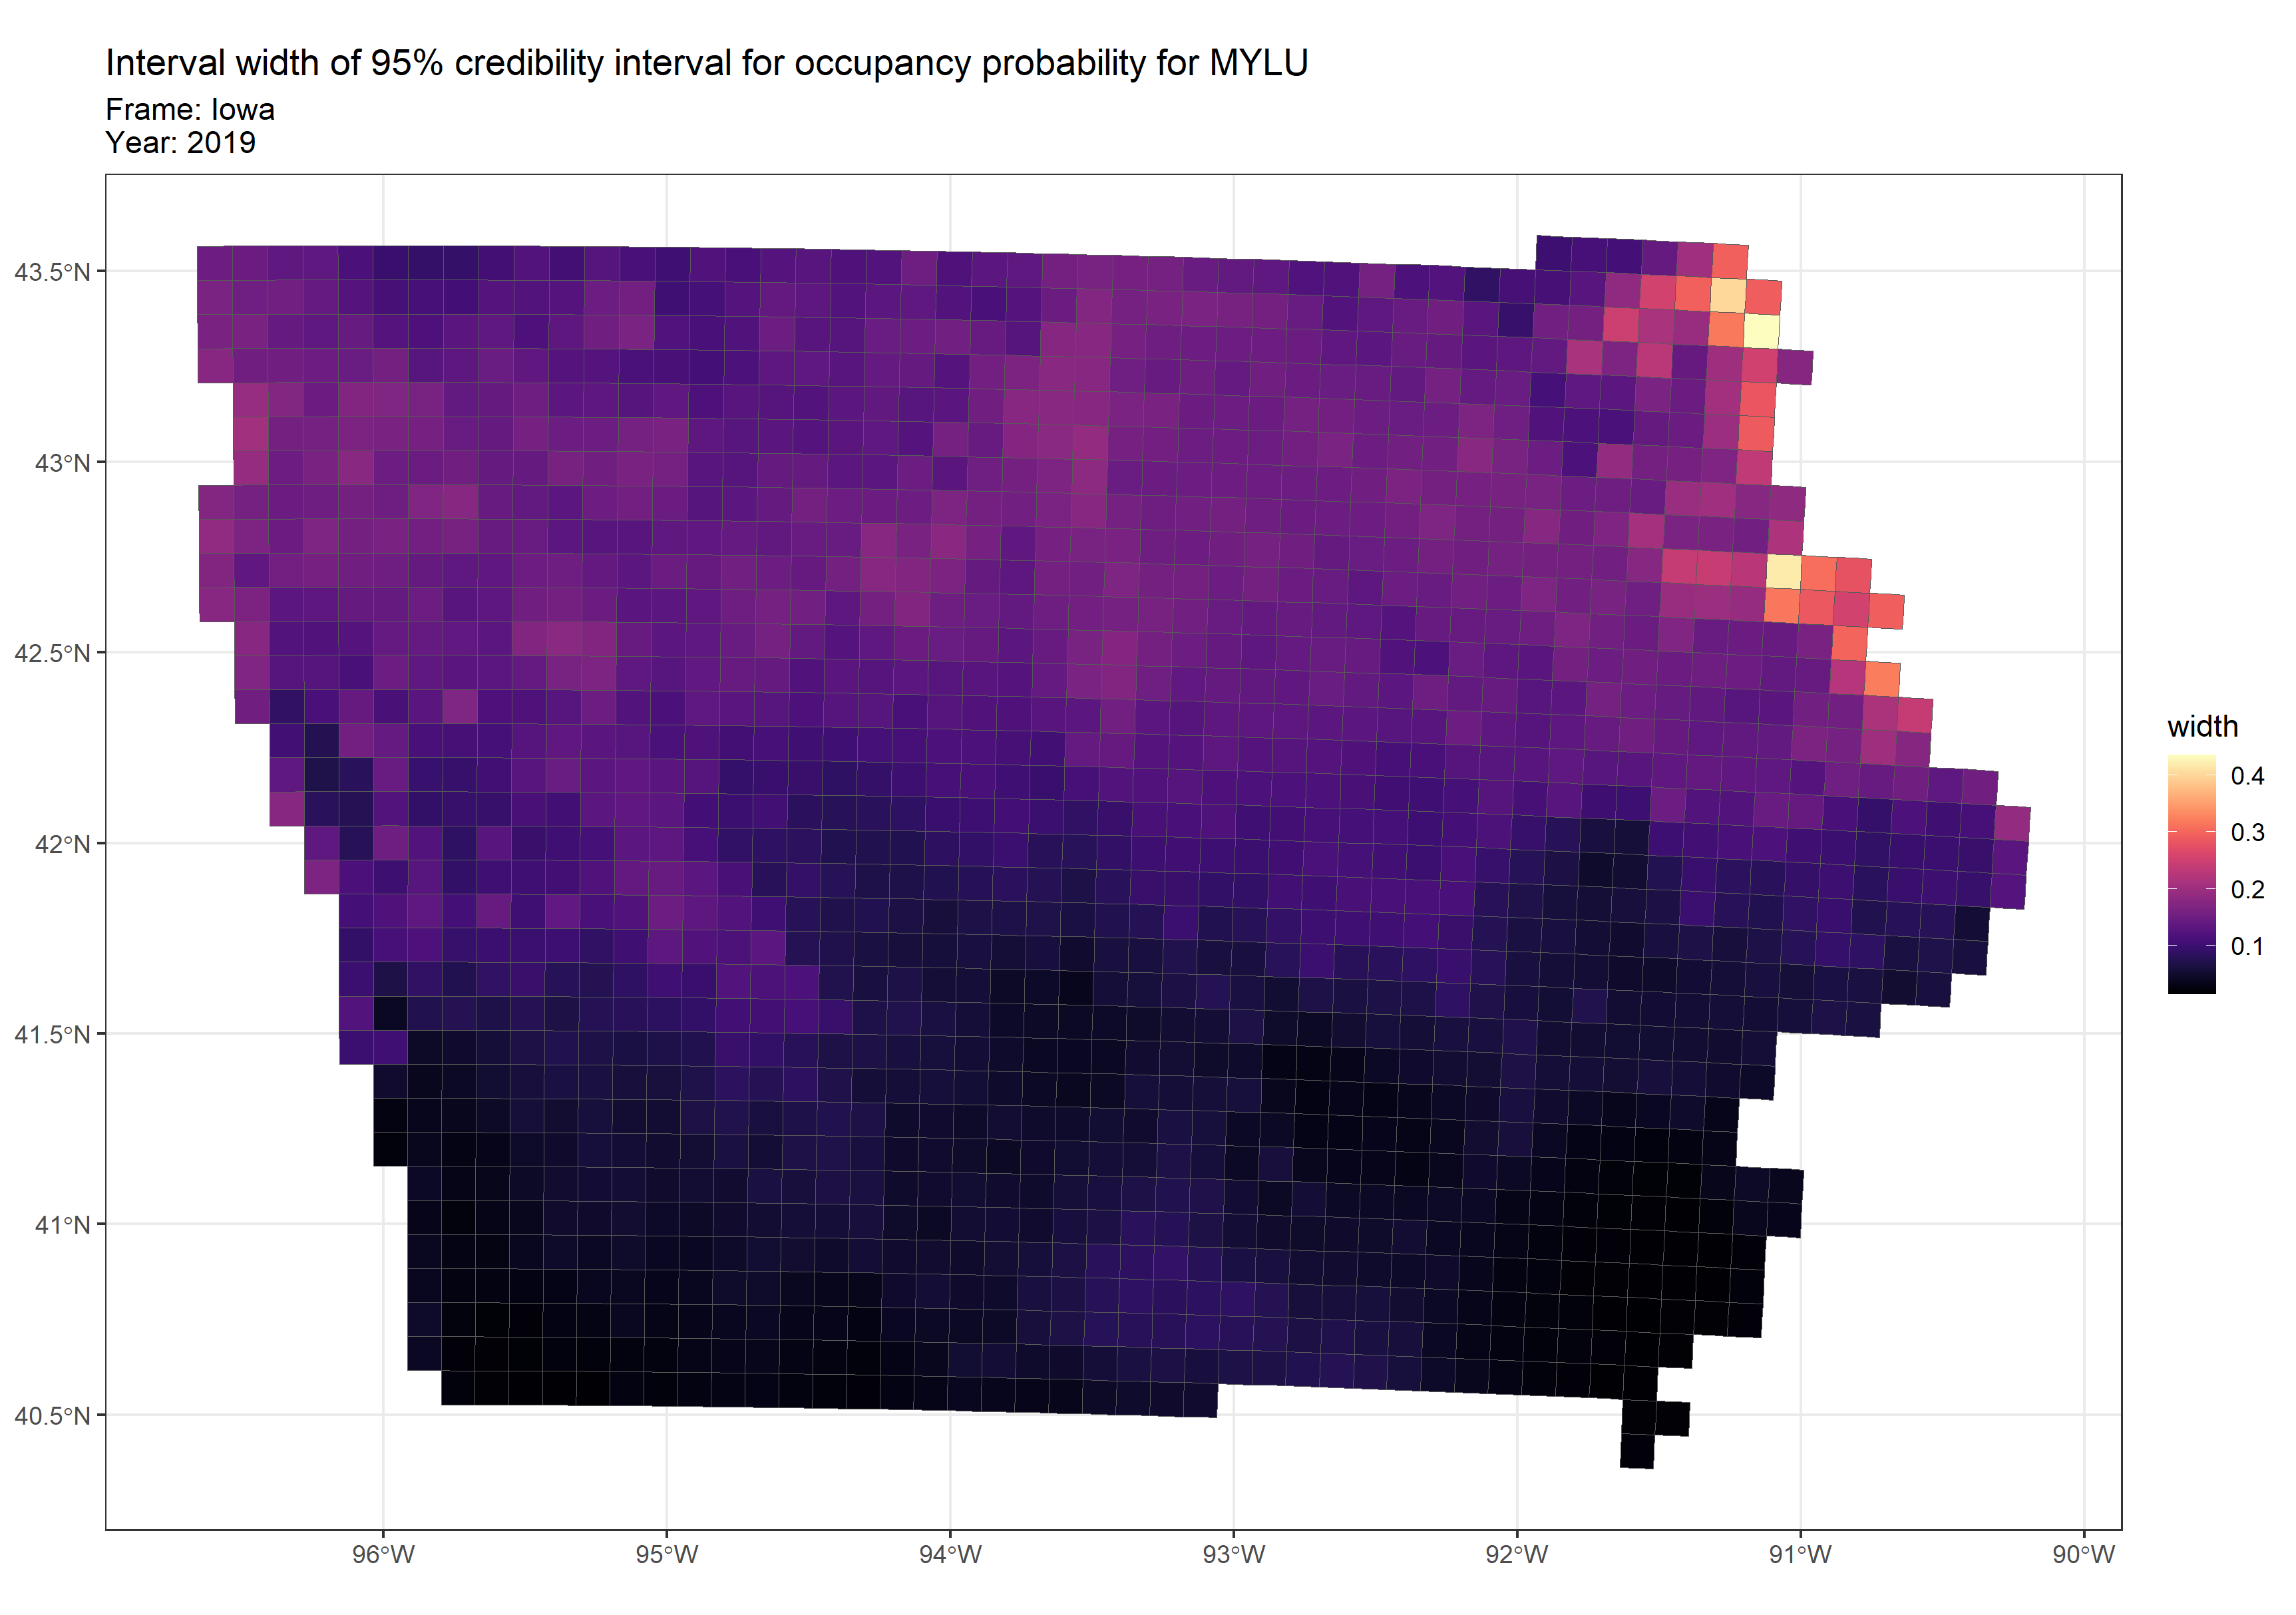 Interval width of 95% credibility interval for occupancy probability for MYLU
Frame: Iowa
Year: 2019
43.5°N
43°N
42.5°N
42°N
41.5°N
41°N
40.5°N
96°W
95°W
94°W
93°W
92°W
91°W
90°W
width
0.4
0.3
0.2
0.1